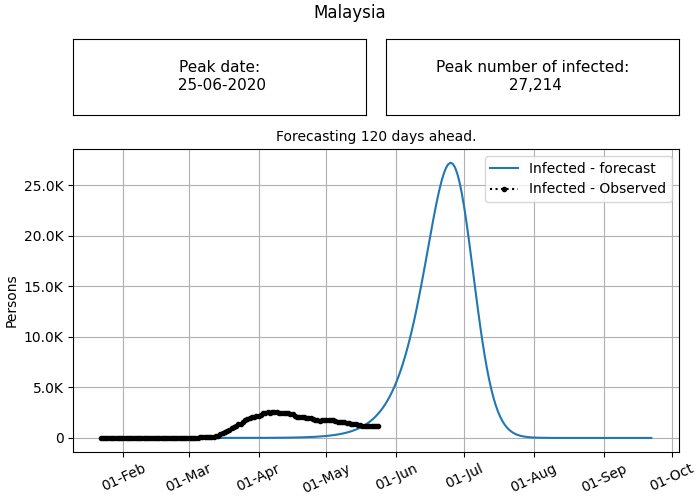 Malaysia
Peak date:
25-06-2020
Peak number of infected:
27,214
Forecasting 120 days ahead.
Infected - forecast
Infected - Observed
Persons
25.0K
20.0K
15.0K
10.0K
5.0K
0
01-Feb
01-Mar
01-Apr
01-May
01-Jun
01-Jul
01-Aug
01-Sep
01-Oct